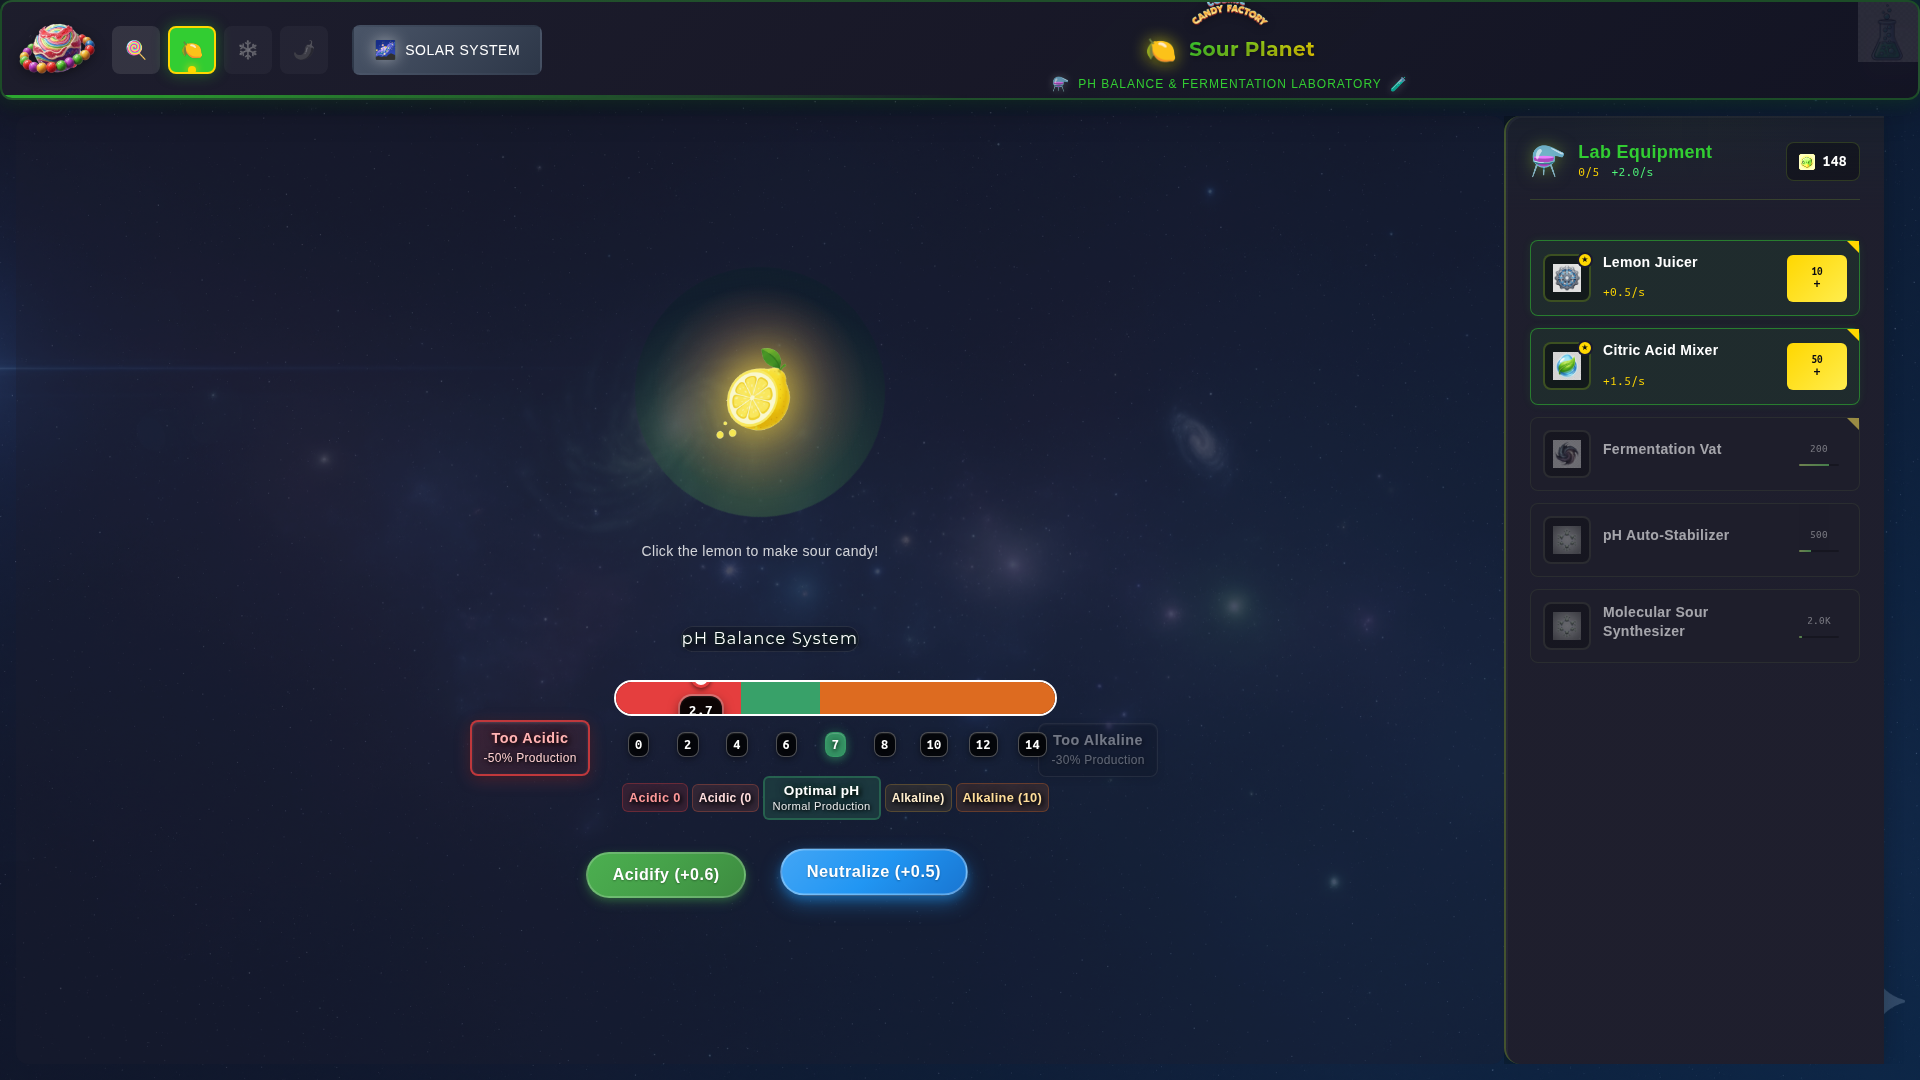 SOLAR SYSTEM
CANDY FACTORY
Sour Planet
PH BALANCE & FERMENTATION LABORATORY
Lab Equipment
0/5 +2.0/s
148
Lemon Juicer
+0.5/s
10
+
Citric Acid Mixer
+1.5/s
50
+
Fermentation Vat
200
pH Auto-Stabilizer
500
Molecular Sour
Synthesizer
2.0K
Click the lemon to make sour candy!
pH Balance System
2.7
Too Acidic
-50% Production
0 2 4 6 7 8 10 12 14
Too Alkaline
-30% Production
Acidic 0
Acidic (0
Optimal pH
Normal Production
Alkaline)
Alkaline (10)
Acidify (+0.6)
Neutralize (+0.5)